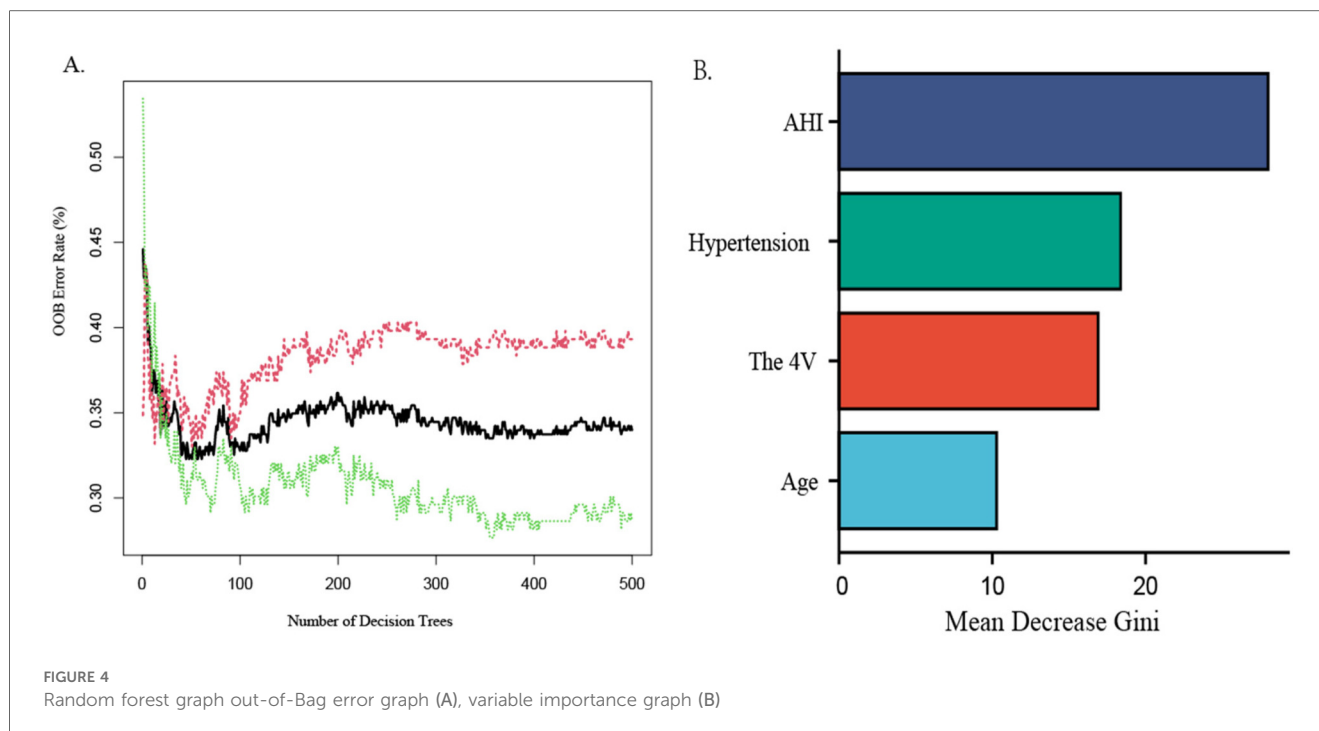 A.
OOB Error Rate (%)
0.50
0.45
0.40
0.35
0.30
0 100 200 300 400 500
Number of Decision Trees
B.
AHI
Hypertension
The 4V
Age
0 10 20
Mean Decrease Gini
FIGURE 4
Random forest graph out-of-Bag error graph (A), variable importance graph (B)